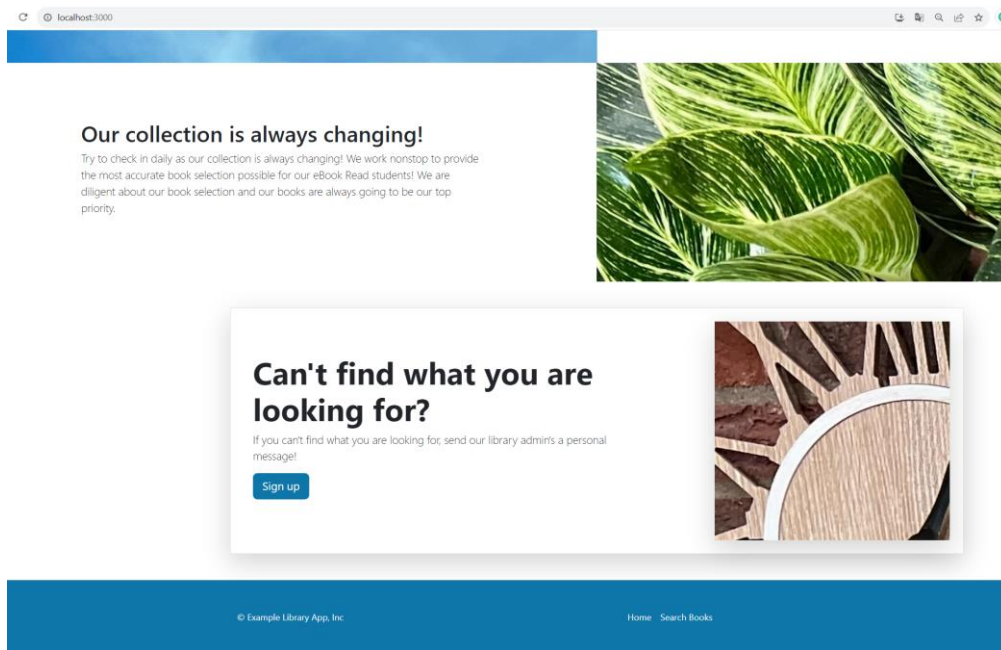 localhost:3000
Our collection is always changing!
Try to check in daily as our collection is always changing! We work nonstop to provide
the most accurate book selection possible for our eBook Read students! We are
diligent about our book selection and our books are always going to be our top
priority.
Can't find what you are
looking for?
If you can't find what you are looking for, send our library admin's a personal
message!
Sign up
© Example Library App, Inc
Home Search Books